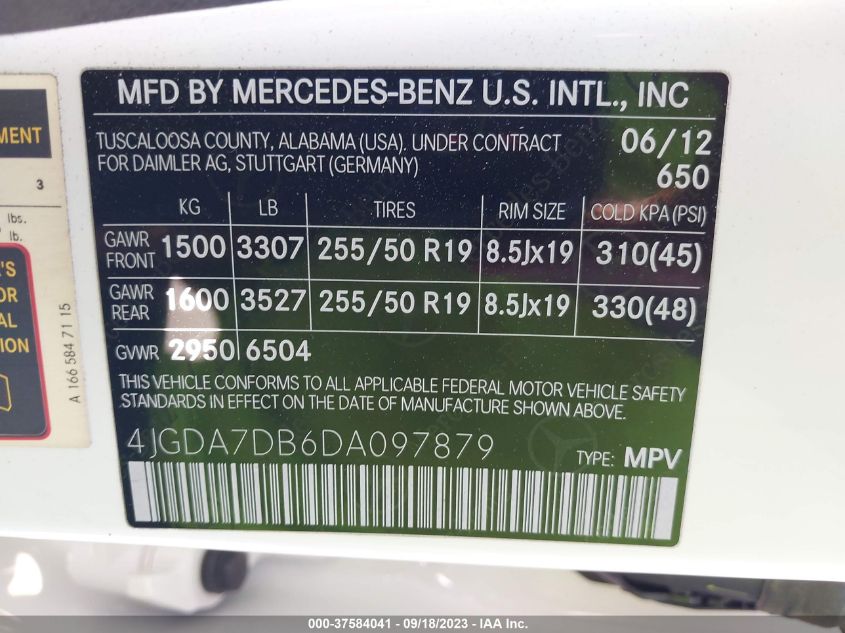 MFD BY MERCEDES-BENZ U.S. INTL., INC
TUSCALOOSA COUNTY, ALABAMA (USA). UNDER CONTRACT 06/12
FOR DAIMLER AG, STUTTGART (GERMANY) 650
KG LB TIRES RIM SIZE COLD KPA (PSI)
GAWR FRONT 1500 3307 255/50 R19 8.5Jx19 310(45)
GAWR REAR 1600 3527 255/50 R19 8.5Jx19 330(48)
GVWR 2950 6504
THIS VEHICLE CONFORMS TO ALL APPLICABLE FEDERAL MOTOR VEHICLE SAFETY
STANDARDS IN EFFECT ON THE DATE OF MANUFACTURE SHOWN ABOVE.
4JGDA7DB6DA097879 TYPE: MPV
3
lbs.
lb.
A 166 584 71 15
000-37584041 - 09/18/2023 - IAA Inc.